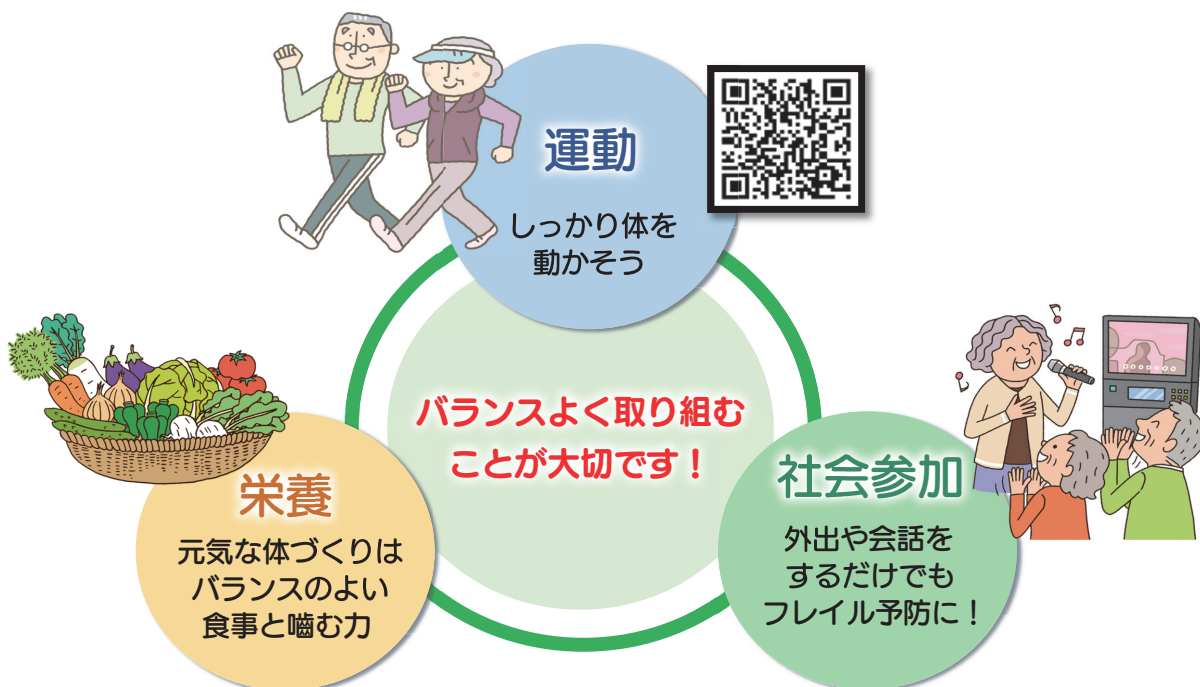 運動
しっかり体を
動かそう
バランスよく取り組む
ことが大切です！
栄養
元気な体づくりは
バランスのよい
食事と噛む力
社会参加
外出や会話を
するだけでも
フレイル予防に！